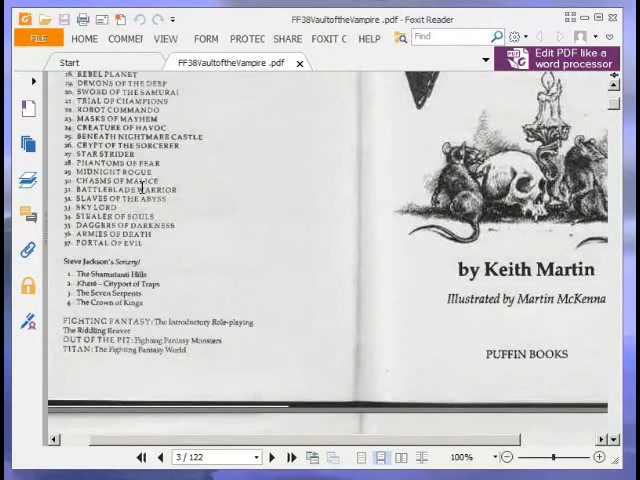 FF38VaultoftheVampire .pdf - Foxit Reader
FILE HOME COMMEI VIEW FORM PROTEC SHARE FOXIT C HELP Find
Start FF38VaultoftheVampire .pdf Edit PDF like a word processor
18. REBEL PLANET
19. DEMONS OF THE DEEP
20. SWORD OF THE SAMURAI
21. TRIAL OF CHAMPIONS
22. ROBOT COMMANDO
23. MASKS OF MAYHEM
24. CREATURE OF HAVOC
25. BENEATH NIGHTMARE CASTLE
26. CRYPT OF THE SORCERER
27. STAR STRIDER
28. PHANTOMS OF FEAR
29. MIDNIGHT ROGUE
30. CHASMS OF MALICE
31. BATTLEBLADE WARRIOR
32. SLAVES OF THE ABYSS
33. SKY LORD
34. STEALER OF SOULS
35. DAGGERS OF DARKNESS
36. ARMIES OF DEATH
37. PORTAL OF EVIL
Steve Jackson's Sorcery!
1. The Shamutanti Hills
2. Kharé – Cityport of Traps
3. The Seven Serpents
4. The Crown of Kings
FIGHTING FANTASY: The Introductory Role-playing
The Riddling Reaver
OUT OF THE PIT: Fighting Fantasy Monsters
TITAN: The Fighting Fantasy World
by Keith Martin
Illustrated by Martin McKenna
PUFFIN BOOKS
3 / 122
100%